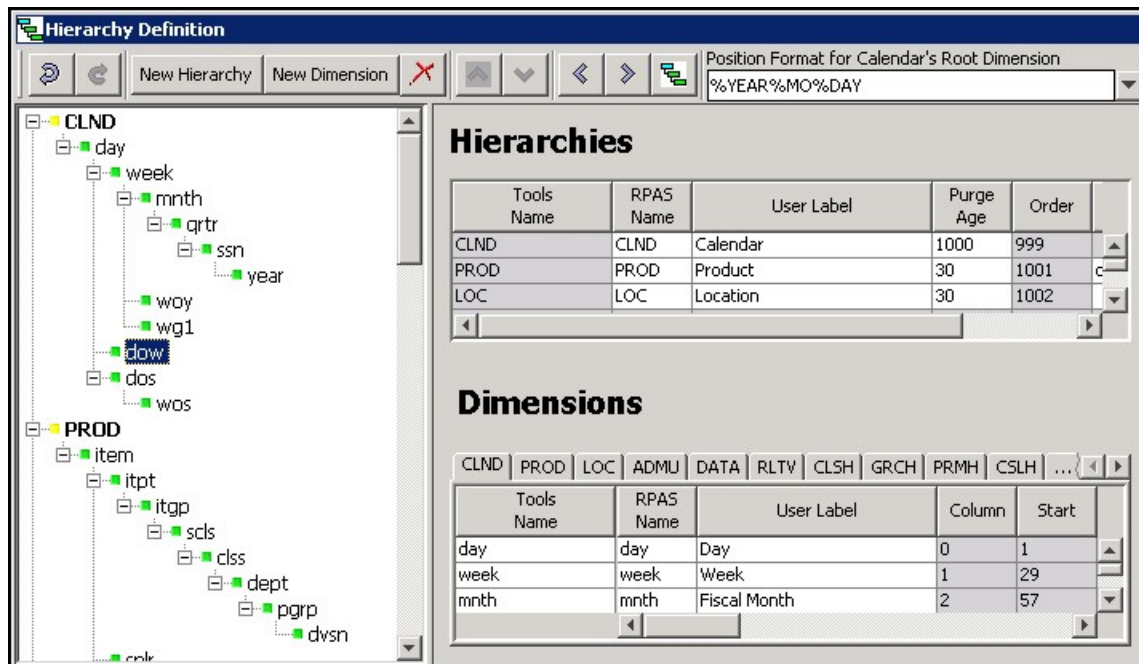 Hierarchy Definition
New Hierarchy New Dimension
Position Format for Calendar's Root Dimension
%YEAR%MO%DAY
CLND
day
week
mnth
qrtr
ssn
year
woy
wg1
dow
dos
wos
PROD
item
itpt
itgp
scls
clss
dept
pgrp
dvsn
Hierarchies
Tools Name RPAS Name User Label Purge Age Order
CLND CLND Calendar 1000 999
PROD PROD Product 30 1001
LOC LOC Location 30 1002
Dimensions
CLND PROD LOC ADMU DATA RLTV CLSH GRCH PRMH CSLH ...
Tools Name RPAS Name User Label Column Start
day day Day 0 1
week week Week 1 29
mnth mnth Fiscal Month 2 57